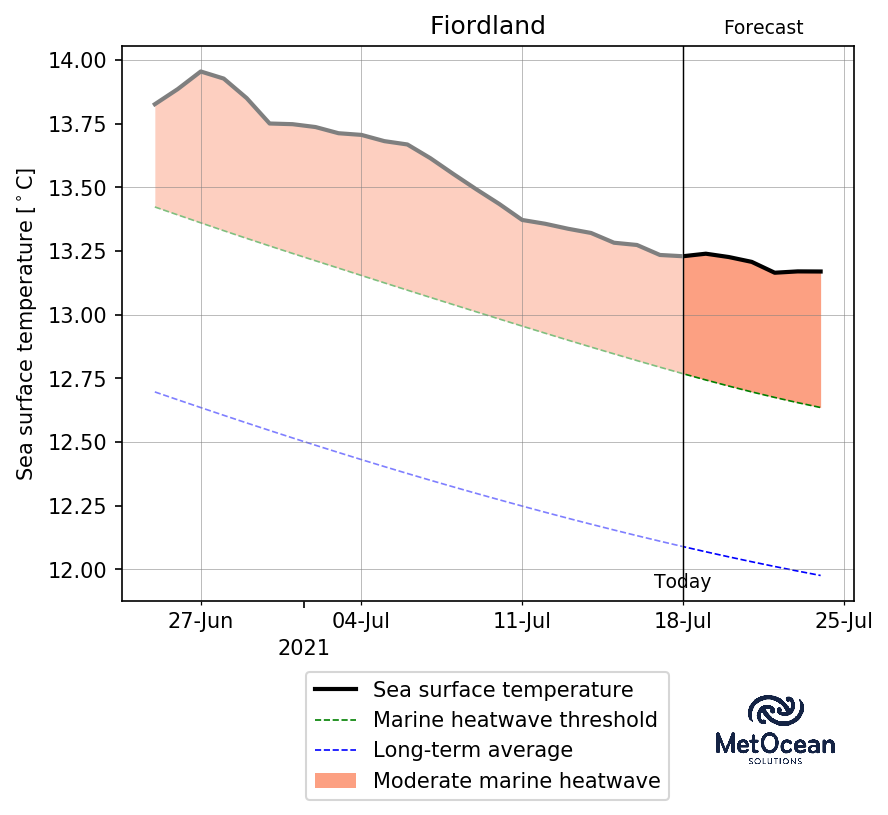 Fiordland
Forecast
Sea surface temperature [°C]
14.00
13.75
13.50
13.25
13.00
12.75
12.50
12.25
12.00
Today
27-Jun
04-Jul
11-Jul
18-Jul
25-Jul
2021
Sea surface temperature
Marine heatwave threshold
Long-term average
Moderate marine heatwave
MetOcean
SOLUTIONS